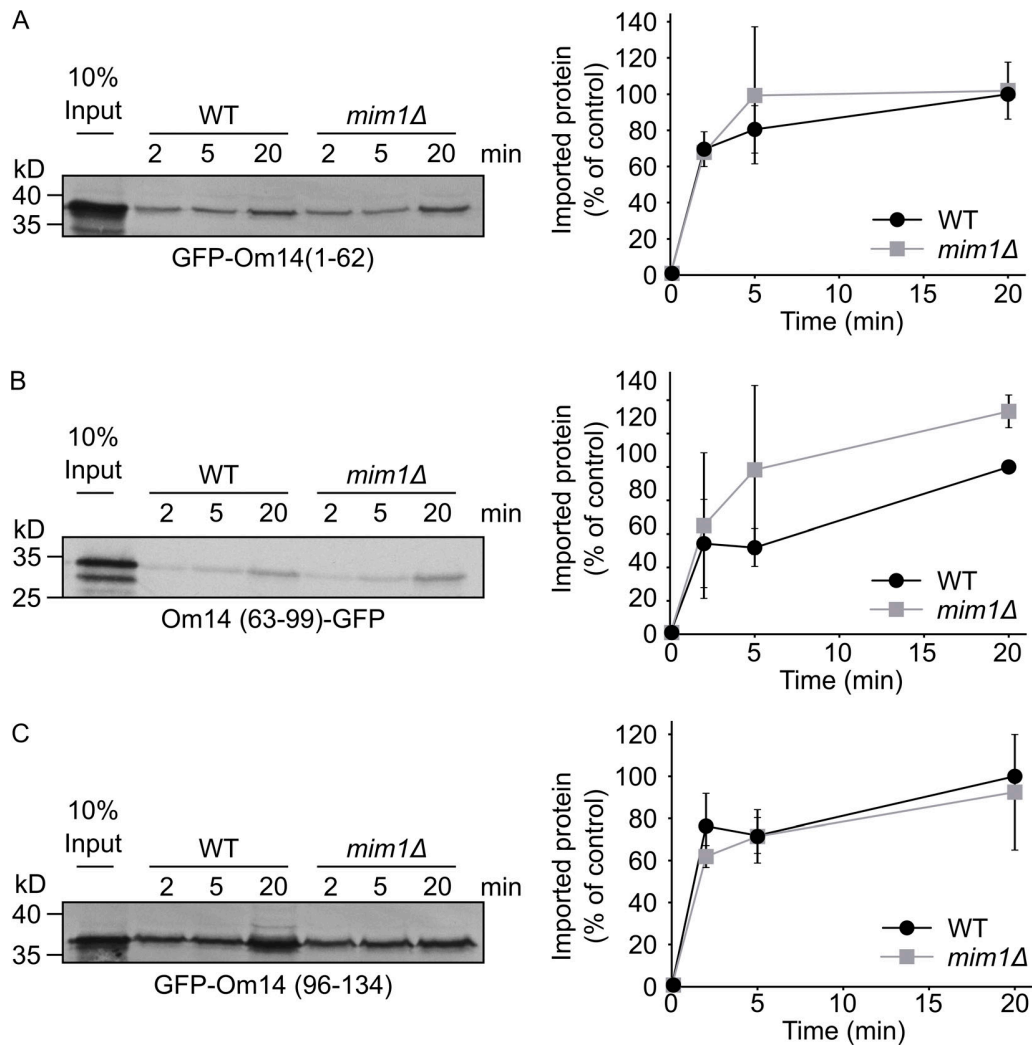 A
10%
Input
WT
mim1Δ
2 5 20 2 5 20 min
kD
40
35
GFP-Om14(1-62)
Imported protein
(% of control)
140
120
100
80
60
40
20
0
0 5 10 15 20
Time (min)
WT
mim1Δ
B
10%
Input
WT
mim1Δ
2 5 20 2 5 20 min
kD
35
25
Om14 (63-99)-GFP
Imported protein
(% of control)
140
120
100
80
60
40
20
0
0 5 10 15 20
Time (min)
WT
mim1Δ
C
10%
Input
WT
mim1Δ
2 5 20 2 5 20 min
kD
40
35
GFP-Om14 (96-134)
Imported protein
(% of control)
120
100
80
60
40
20
0
0 5 10 15 20
Time (min)
WT
mim1Δ